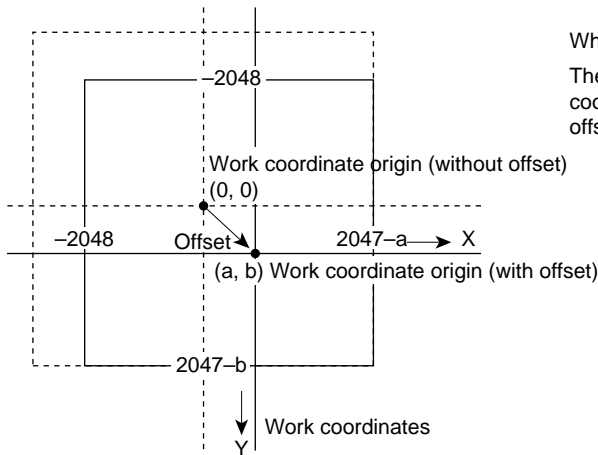 Wh
The
coo
offs
–2048
Work coordinate origin (without offset)
(0, 0)
–2048
Offset
2047–a
X
(a, b) Work coordinate origin (with offset)
2047–b
Work coordinates
Y